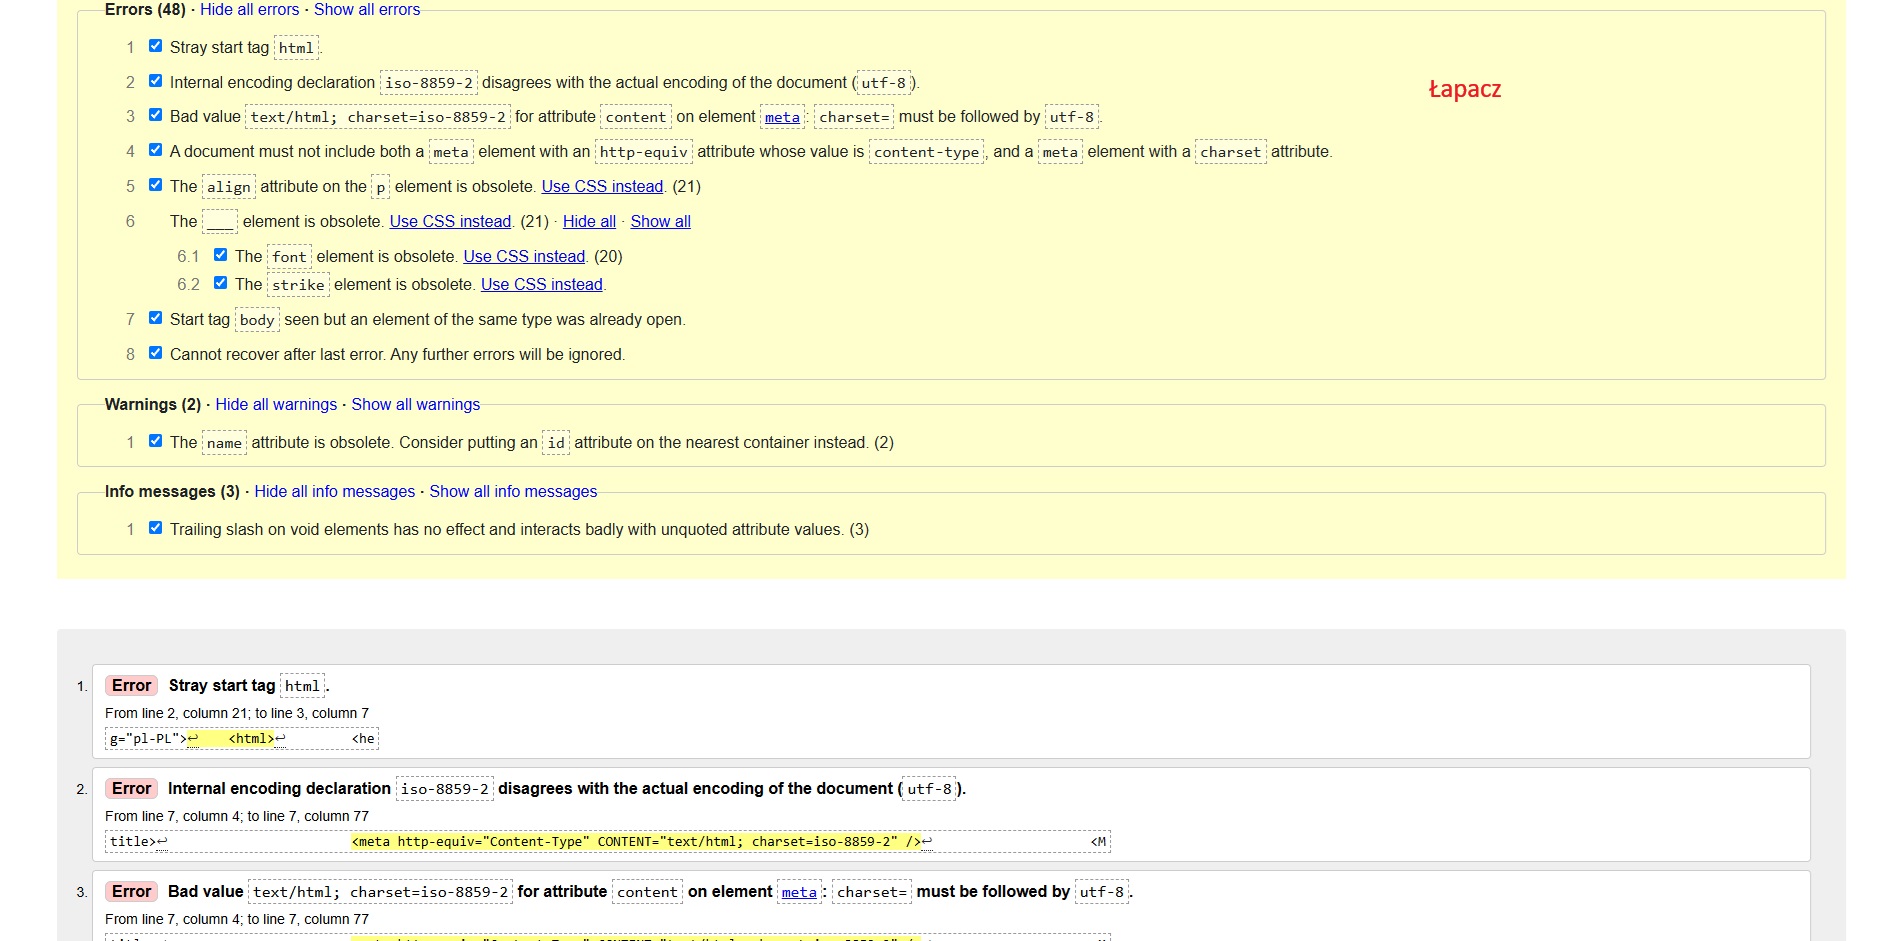 Errors (48) · Hide all errors · Show all errors
1 Stray start tag html.
2 Internal encoding declaration iso-8859-2 disagrees with the actual encoding of the document (utf-8).
Łapacz
3 Bad value text/html; charset=iso-8859-2 for attribute content on element meta: charset= must be followed by utf-8.
4 A document must not include both a meta element with an http-equiv attribute whose value is content-type, and a meta element with a charset attribute.
5 The align attribute on the p element is obsolete. Use CSS instead. (21)
6 The ___ element is obsolete. Use CSS instead. (21) · Hide all · Show all
6.1 The font element is obsolete. Use CSS instead. (20)
6.2 The strike element is obsolete. Use CSS instead.
7 Start tag body seen but an element of the same type was already open.
8 Cannot recover after last error. Any further errors will be ignored.
Warnings (2) · Hide all warnings · Show all warnings
1 The name attribute is obsolete. Consider putting an id attribute on the nearest container instead. (2)
Info messages (3) · Hide all info messages · Show all info messages
1 Trailing slash on void elements has no effect and interacts badly with unquoted attribute values. (3)
1. Error Stray start tag html.
From line 2, column 21; to line 3, column 7
g="pl-PL">↩ <html>↩ <he
2. Error Internal encoding declaration iso-8859-2 disagrees with the actual encoding of the document (utf-8).
From line 7, column 4; to line 7, column 77
title>↩ <meta http-equiv="Content-Type" CONTENT="text/html; charset=iso-8859-2" />↩ <M
3. Error Bad value text/html; charset=iso-8859-2 for attribute content on element meta: charset= must be followed by utf-8.
From line 7, column 4; to line 7, column 77